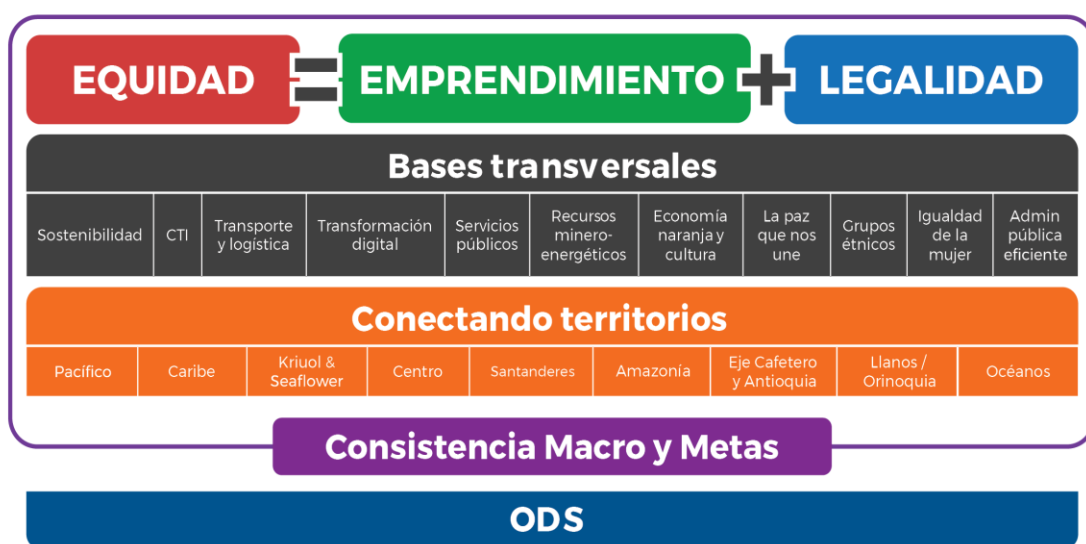 EQUIDAD = EMPRENDIMIENTO + LEGALIDAD
Bases transversales
Sostenibilidad
CTI
Transporte
y logística
Transformación
digital
Servicios
públicos
Recursos
minero-
energéticos
Economía
naranja y
cultura
La paz
que nos
une
Grupos
étnicos
Igualdad
de la
mujer
Admin
pública
eficiente
Conectando territorios
Pacífico
Caribe
Kriuol &
Seaflower
Centro
Santanderes
Amazonía
Eje Cafetero
y Antioquia
Llanos /
Orinoquia
Océanos
Consistencia Macro y Metas
ODS